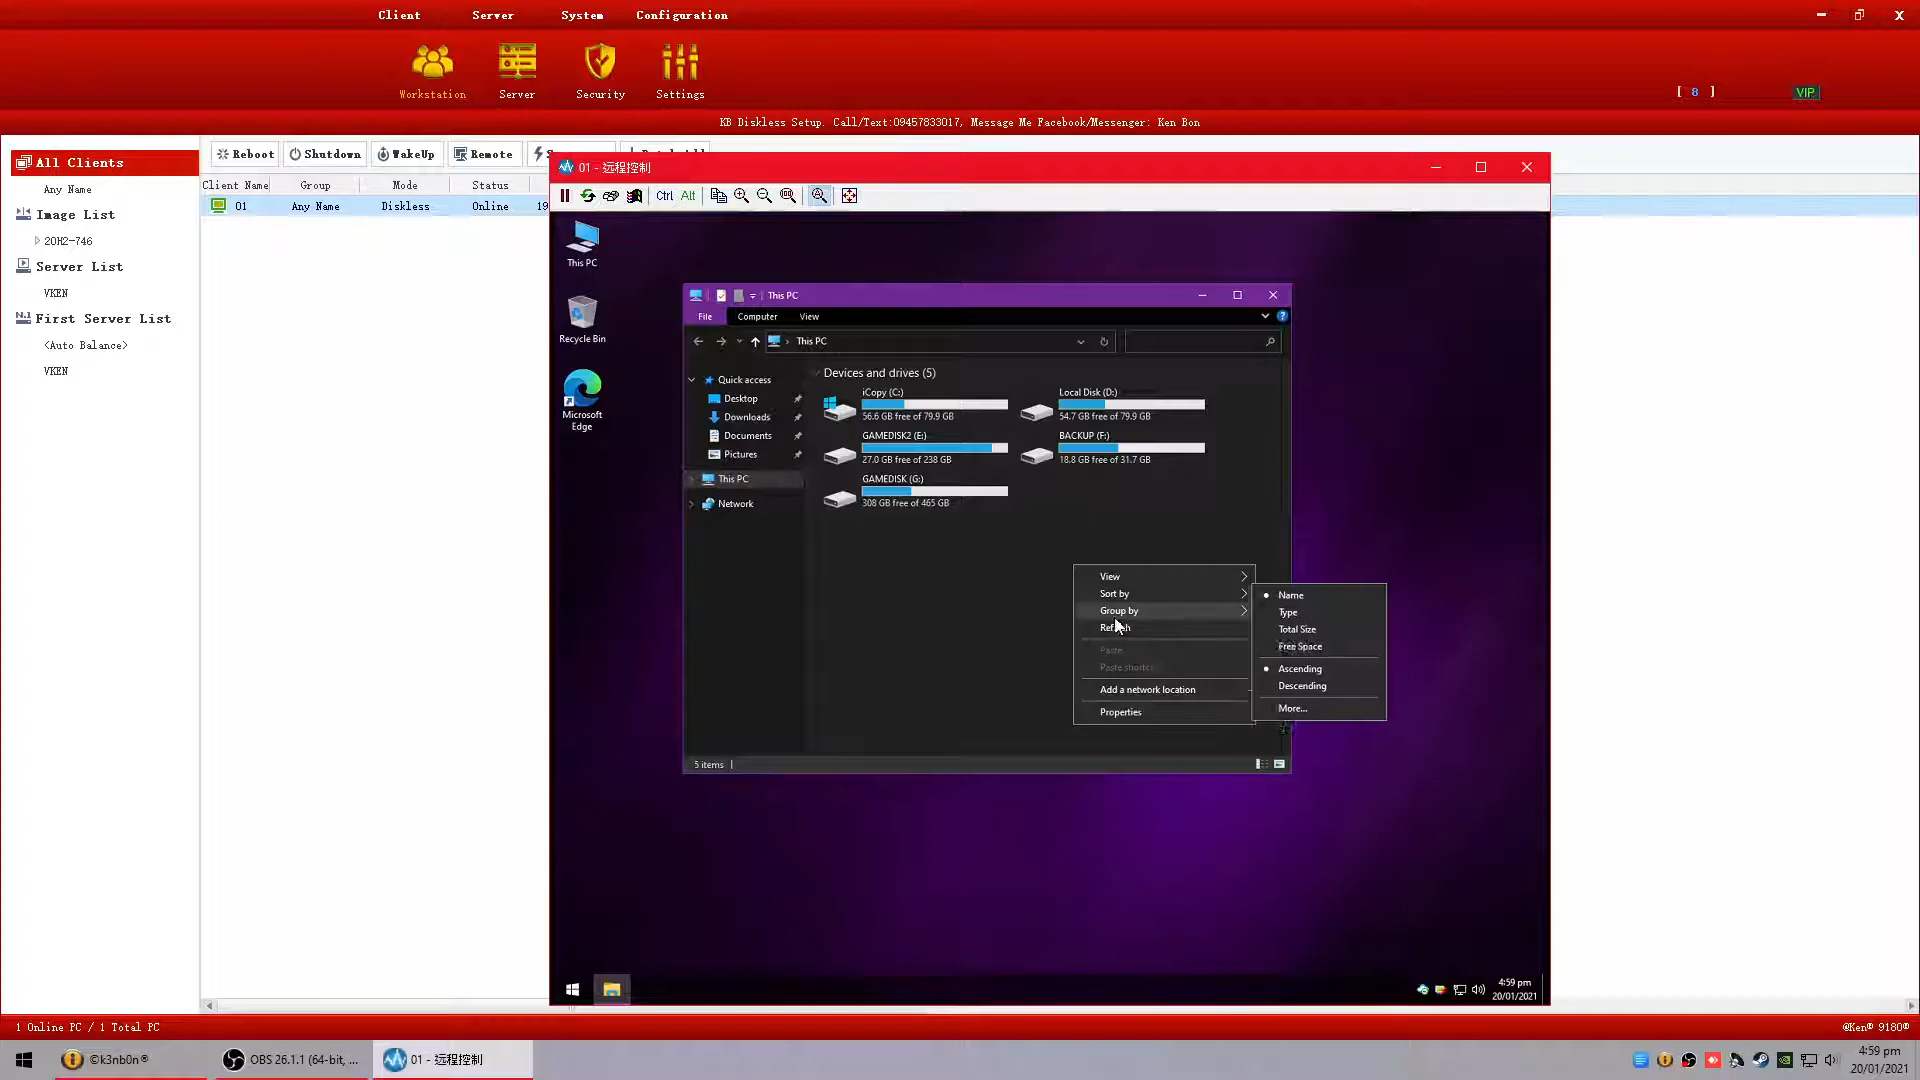 Client Server System Configuration
Workstation Server Security Settings
[ 8 ] VIP
KB Diskless Setup. Call/Text:09457833017, Message Me Facebook/Messenger: Ken Bon
All Clients
Any Name
Image List
20H2-746
Server List
VKEN
First Server List
<Auto Balance>
VKEN
Reboot Shutdown WakeUp Remote
Client Name Group Mode Status
01 Any Name Diskless Online 19
01 - 远程控制
Ctrl Alt
This PC
Recycle Bin
Microsoft
Edge
This PC
File Computer View
This PC
Quick access
Desktop
Downloads
Documents
Pictures
This PC
Network
Devices and drives (5)
iCopy (C:)
56.6 GB free of 79.9 GB
Local Disk (D:)
54.7 GB free of 79.9 GB
GAMEDISK2 (E:)
27.0 GB free of 238 GB
BACKUP (F:)
18.8 GB free of 31.7 GB
GAMEDISK (G:)
308 GB free of 465 GB
View
Sort by
Group by
Refresh
Paste
Paste shortcut
Add a network location
Properties
Name
Type
Total Size
Free Space
Ascending
Descending
More...
5 items
4:59 pm
20/01/2021
1 Online PC / 1 Total PC
@Ken® 9180®
©k3nb0n®
OBS 26.1.1 (64-bit, ...
01 - 远程控制
4:59 pm
20/01/2021